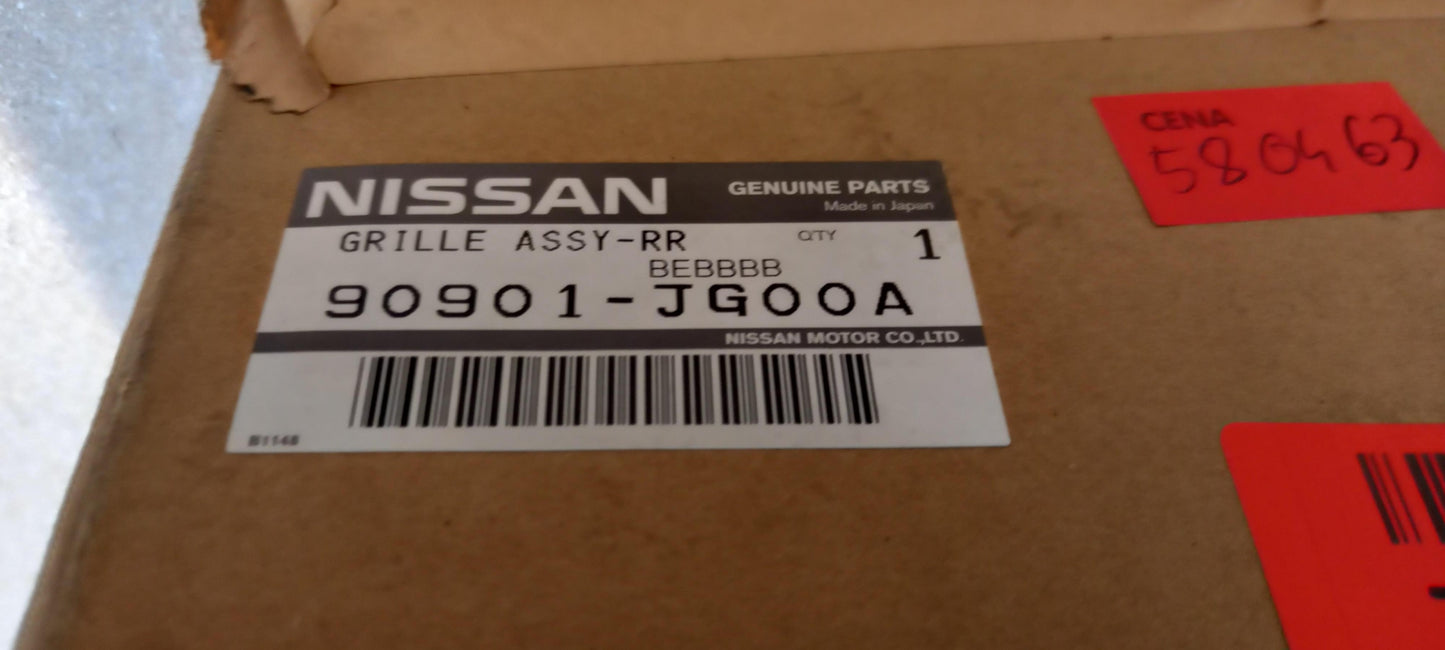 NISSAN GENUINE PARTS
Made in Japan
GRILLE ASSY-RR QTY 1
BEBBBB
90901-JG00A
NISSAN MOTOR CO.,LTD.
B1148
CENA
580463